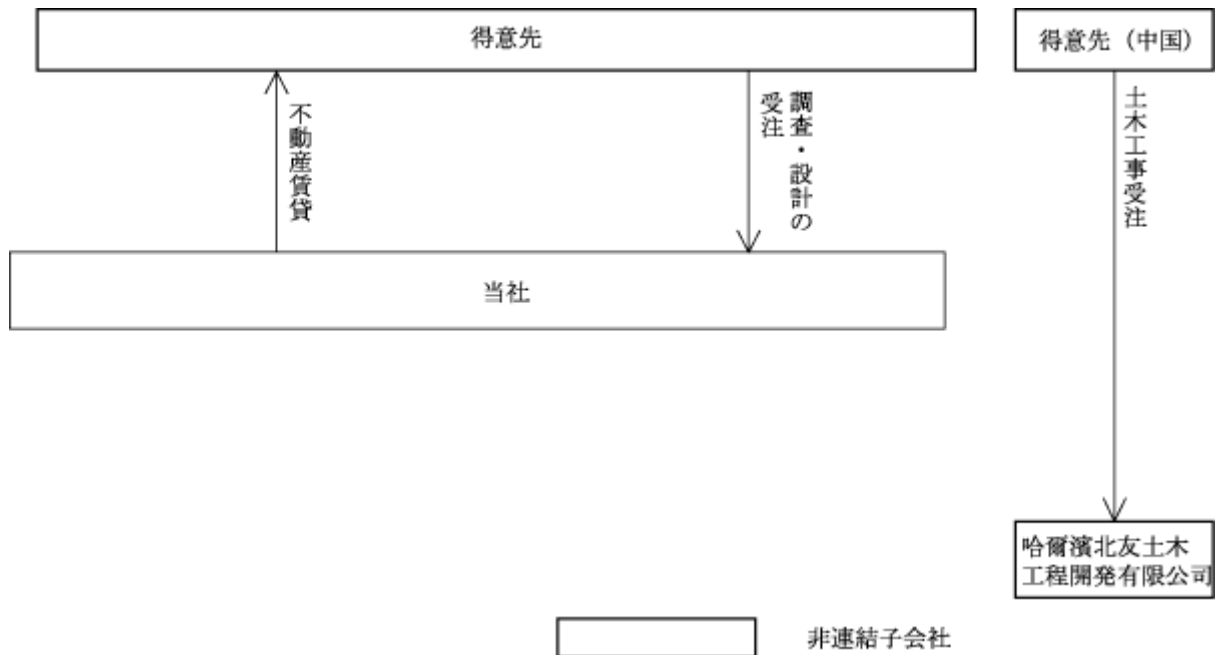 得意先
得意先（中国）
不動産賃貸
調査・設計の
受注
土木工事受注
当社
哈爾濱北友土木
工程開発有限公司
非連結子会社